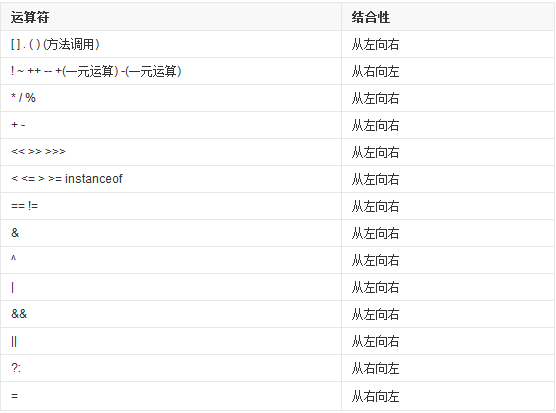 运算符 结合性
[ ] . ( ) (方法调用) 从左向右
! ~ ++ -- +(一元运算) -(一元运算) 从右向左
* / % 从左向右
+ - 从左向右
<< >> >>> 从左向右
< <= > >= instanceof 从左向右
== != 从左向右
& 从左向右
^ 从左向右
| 从左向右
&& 从左向右
|| 从左向右
?: 从右向左
= 从右向左